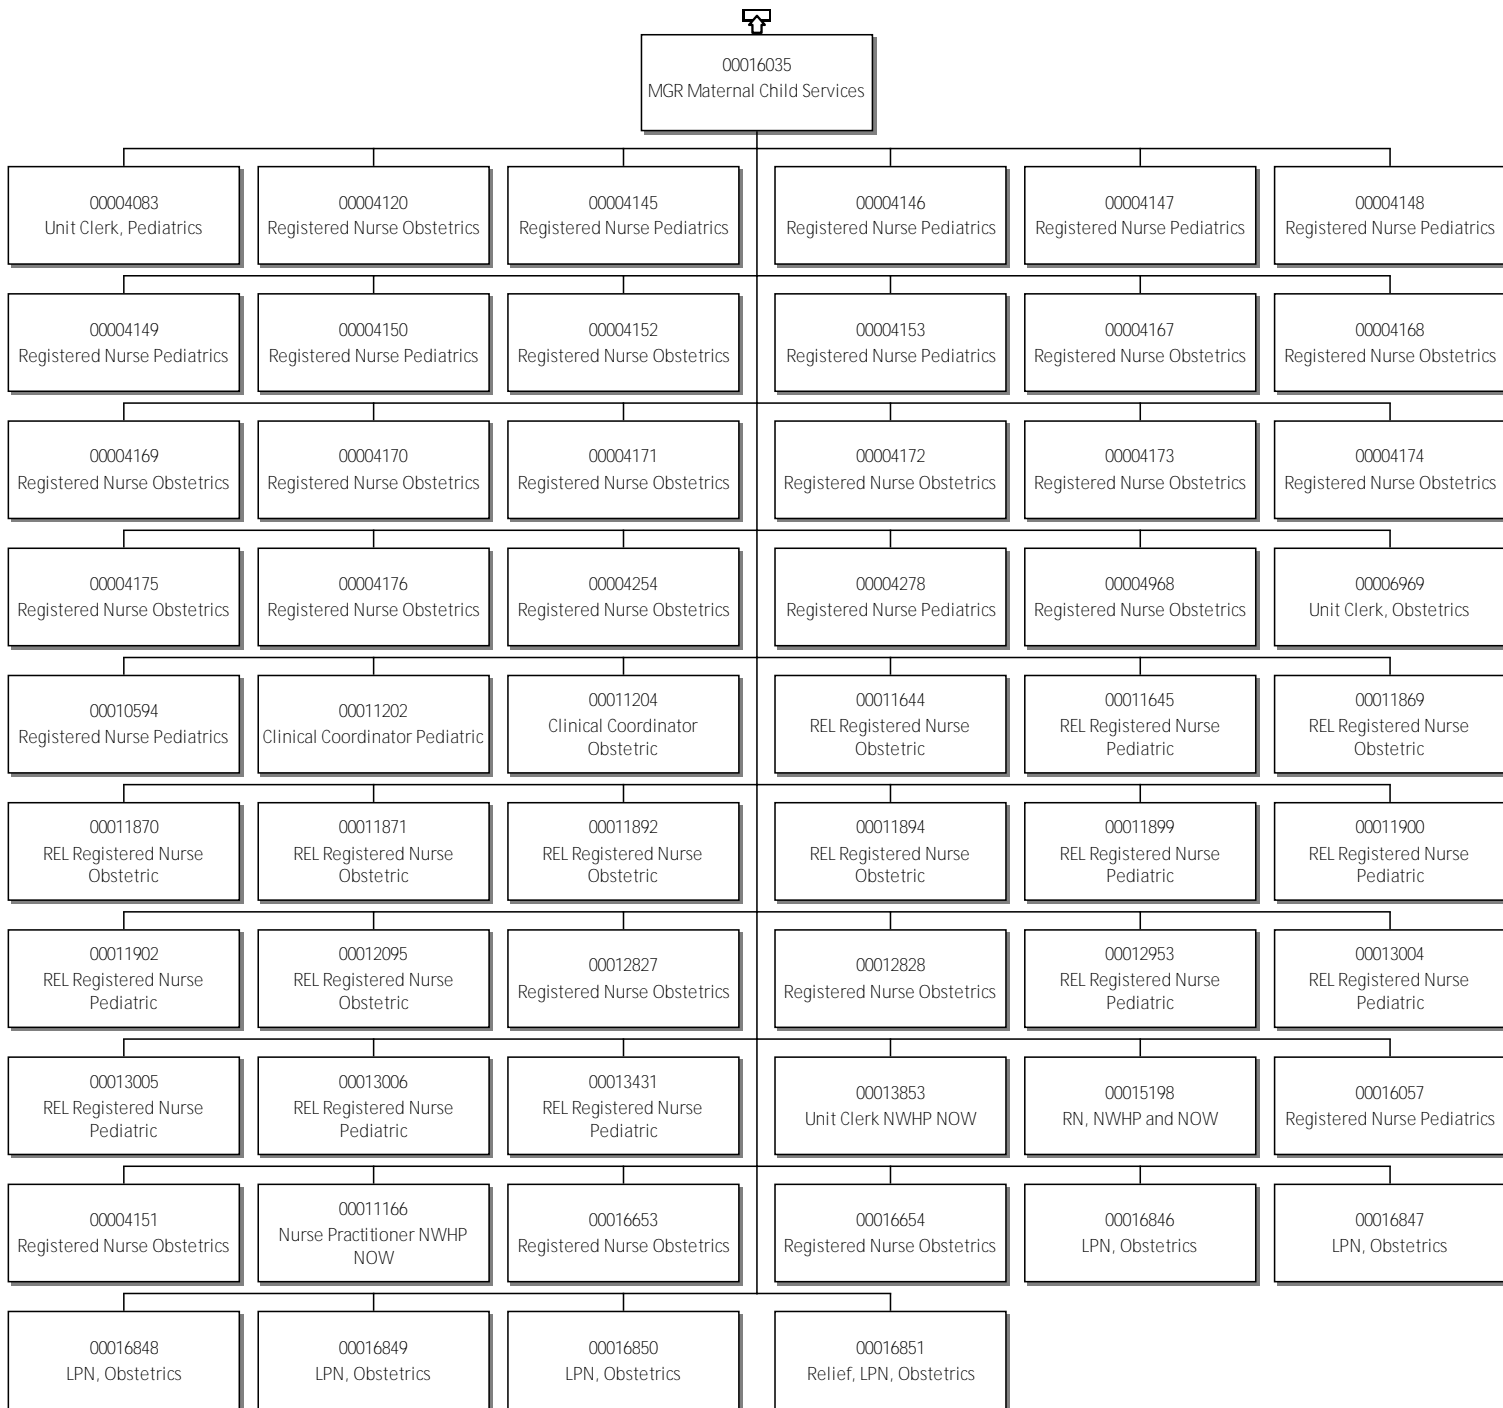 00016035
MGR Maternal Child Services
00004083
Unit Clerk, Pediatrics
00004120
Registered Nurse Obstetrics
00004145
Registered Nurse Pediatrics
00004146
Registered Nurse Pediatrics
00004147
Registered Nurse Pediatrics
00004148
Registered Nurse Pediatrics
00004149
Registered Nurse Pediatrics
00004150
Registered Nurse Pediatrics
00004152
Registered Nurse Obstetrics
00004153
Registered Nurse Pediatrics
00004167
Registered Nurse Obstetrics
00004168
Registered Nurse Obstetrics
00004169
Registered Nurse Obstetrics
00004170
Registered Nurse Obstetrics
00004171
Registered Nurse Obstetrics
00004172
Registered Nurse Obstetrics
00004173
Registered Nurse Obstetrics
00004174
Registered Nurse Obstetrics
00004175
Registered Nurse Obstetrics
00004176
Registered Nurse Obstetrics
00004254
Registered Nurse Obstetrics
00004278
Registered Nurse Pediatrics
00004968
Registered Nurse Obstetrics
00006969
Unit Clerk, Obstetrics
00010594
Registered Nurse Pediatrics
00011202
Clinical Coordinator Pediatric
00011204
Clinical Coordinator
Obstetric
00011644
REL Registered Nurse
Obstetric
00011645
REL Registered Nurse
Pediatric
00011869
REL Registered Nurse
Obstetric
00011870
REL Registered Nurse
Obstetric
00011871
REL Registered Nurse
Obstetric
00011892
REL Registered Nurse
Obstetric
00011894
REL Registered Nurse
Obstetric
00011899
REL Registered Nurse
Pediatric
00011900
REL Registered Nurse
Pediatric
00011902
REL Registered Nurse
Pediatric
00012095
REL Registered Nurse
Obstetric
00012827
Registered Nurse Obstetrics
00012828
Registered Nurse Obstetrics
00012953
REL Registered Nurse
Pediatric
00013004
REL Registered Nurse
Pediatric
00013005
REL Registered Nurse
Pediatric
00013006
REL Registered Nurse
Pediatric
00013431
REL Registered Nurse
Pediatric
00013853
Unit Clerk NWHP NOW
00015198
RN, NWHP and NOW
00016057
Registered Nurse Pediatrics
00004151
Registered Nurse Obstetrics
00011166
Nurse Practitioner NWHP
NOW
00016653
Registered Nurse Obstetrics
00016654
Registered Nurse Obstetrics
00016846
LPN, Obstetrics
00016847
LPN, Obstetrics
00016848
LPN, Obstetrics
00016849
LPN, Obstetrics
00016850
LPN, Obstetrics
00016851
Relief, LPN, Obstetrics